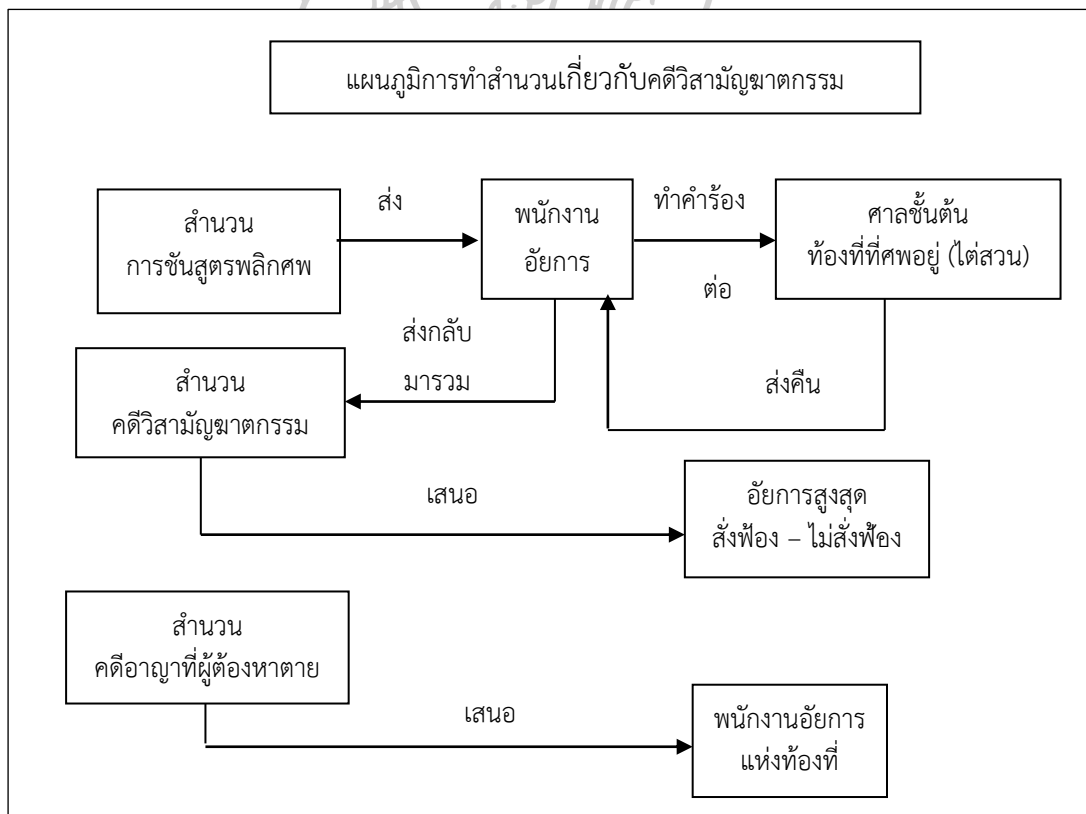 แผนภูมิการทำสำนวนเกี่ยวกับคดีวิสามัญฆาตกรรม
สำนวน
การชันสูตรพลิกศพ
ส่ง
พนักงาน
อัยการ
ทำคำร้อง
ต่อ
ศาลชั้นต้น
ท้องที่ที่ศพอยู่ (ไต่สวน)
ส่งกลับ
มารวม
ส่งคืน
สำนวน
คดีวิสามัญฆาตกรรม
เสนอ
อัยการสูงสุด
สั่งฟ้อง – ไม่สั่งฟ้อง
สำนวน
คดีอาญาที่ผู้ต้องหาตาย
เสนอ
พนักงานอัยการ
แห่งท้องที่